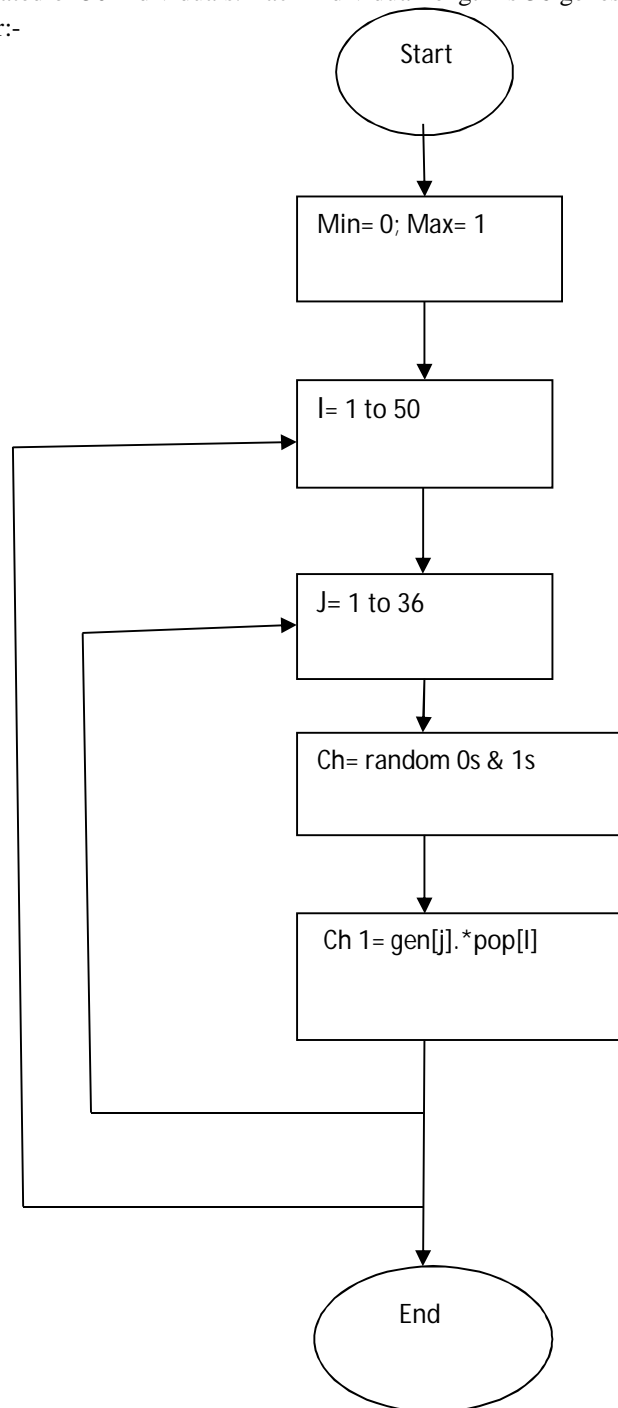 r:-
Start
Min= 0; Max= 1
I= 1 to 50
J= 1 to 36
Ch= random 0s & 1s
Ch 1= gen[j].*pop[I]
End